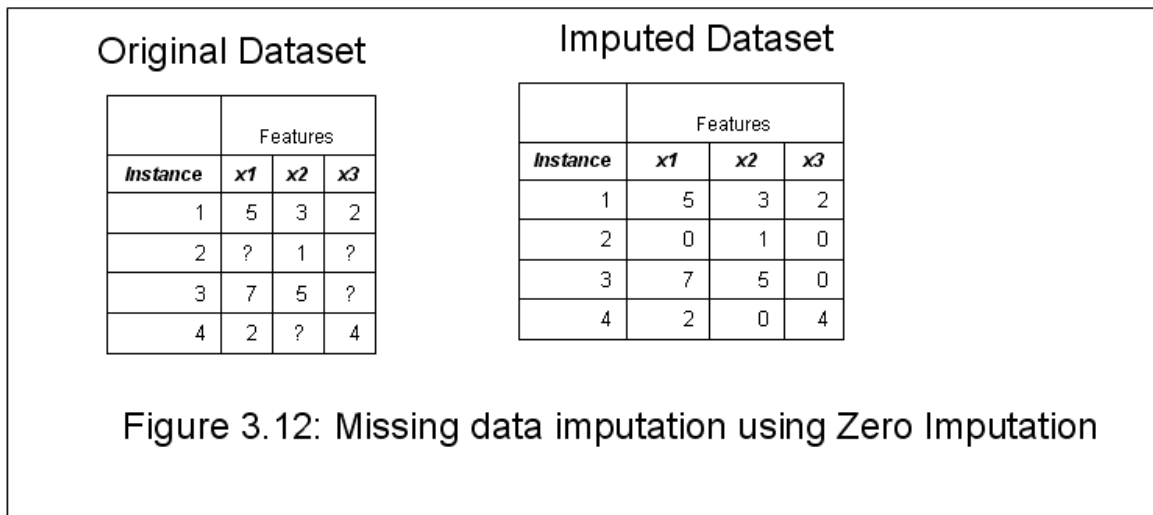 Original Dataset
Features
Instance x1 x2 x3
1 5 3 2
2 ? 1 ?
3 7 5 ?
4 2 ? 4
Imputed Dataset
Features
Instance x1 x2 x3
1 5 3 2
2 0 1 0
3 7 5 0
4 2 0 4
Figure 3.12: Missing data imputation using Zero Imputation